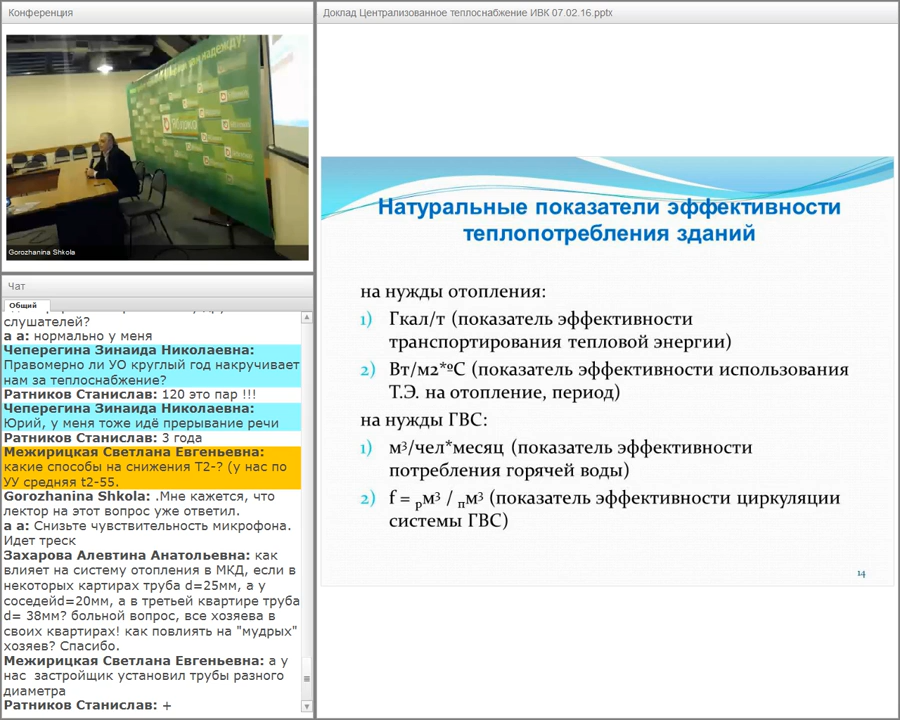 Конференция
Gorozhanina Shkola
Чат
Общий
слушателей?
a a: нормально у меня
Чеперегина Зинаида Николаевна:
Правомерно ли УО круглый год накручивает
нам за теплоснабжение?
Ратников Станислав: 120 это пар !!!
Чеперегина Зинаида Николаевна:
Юрий, у меня тоже идё прерывание речи
Ратников Станислав: 3 года
Межирицкая Светлана Евгеньевна:
какие способы на снижения Т2-? (у нас по
УУ средняя t2-55.
Gorozhanina Shkola: .Мне кажется, что
лектор на этот вопрос уже ответил.
a a: Снизьте чувствительность микрофона.
Идет треск
Захарова Алевтина Анатольевна: как
влияет на систему отопления в МКД, если в
некоторых картирах труба d=25мм, а у
соседейd=20мм, а в третьей квартире труба
d= 38мм? больной вопрос, все хозяева в
своих квартирах! как повлиять на "мудрых"
хозяев? Спасибо.
Межирицкая Светлана Евгеньевна: а у
нас застройщик установил трубы разного
диаметра
Ратников Станислав: +
Доклад Централизованное теплоснабжение ИВК 07.02.16.pptx
Натуральные показатели эффективности
теплопотребления зданий
на нужды отопления:
1) Гкал/т (показатель эффективности
транспортирования тепловой энергии)
2) Вт/м2*ºС (показатель эффективности использования
Т.Э. на отопление, период)
на нужды ГВС:
1) м³/чел*месяц (показатель эффективности
потребления горячей воды)
2) f = рм³ / пм³ (показатель эффективности циркуляции
системы ГВС)
14